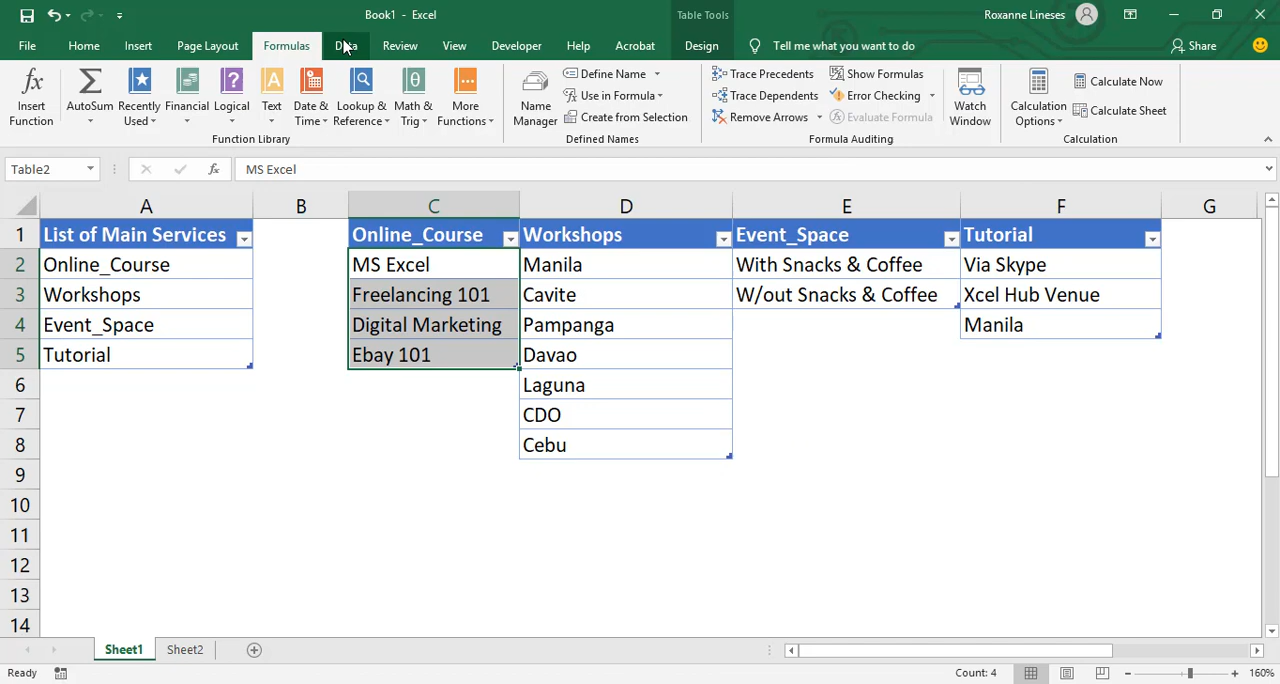 Book1 - Excel
Table Tools
Roxanne Lineses
File Home Insert Page Layout Formulas Data Review View Developer Help Acrobat Design Tell me what you want to do Share
Insert Function
AutoSum
Recently Used
Financial
Logical
Text
Date & Time
Lookup & Reference
Math & Trig
More Functions
Function Library
Name Manager
Define Name
Use in Formula
Create from Selection
Defined Names
Trace Precedents
Trace Dependents
Remove Arrows
Show Formulas
Error Checking
Evaluate Formula
Formula Auditing
Watch Window
Calculation Options
Calculate Now
Calculate Sheet
Calculation
Table2 fx MS Excel
A B C D E F G
1 List of Main Services Online_Course Workshops Event_Space Tutorial
2 Online_Course MS Excel Manila With Snacks & Coffee Via Skype
3 Workshops Freelancing 101 Cavite W/out Snacks & Coffee Xcel Hub Venue
4 Event_Space Digital Marketing Pampanga Manila
5 Tutorial Ebay 101 Davao
6 Laguna
7 CDO
8 Cebu
9
10
11
12
13
14
Sheet1 Sheet2
Ready Count: 4 160%